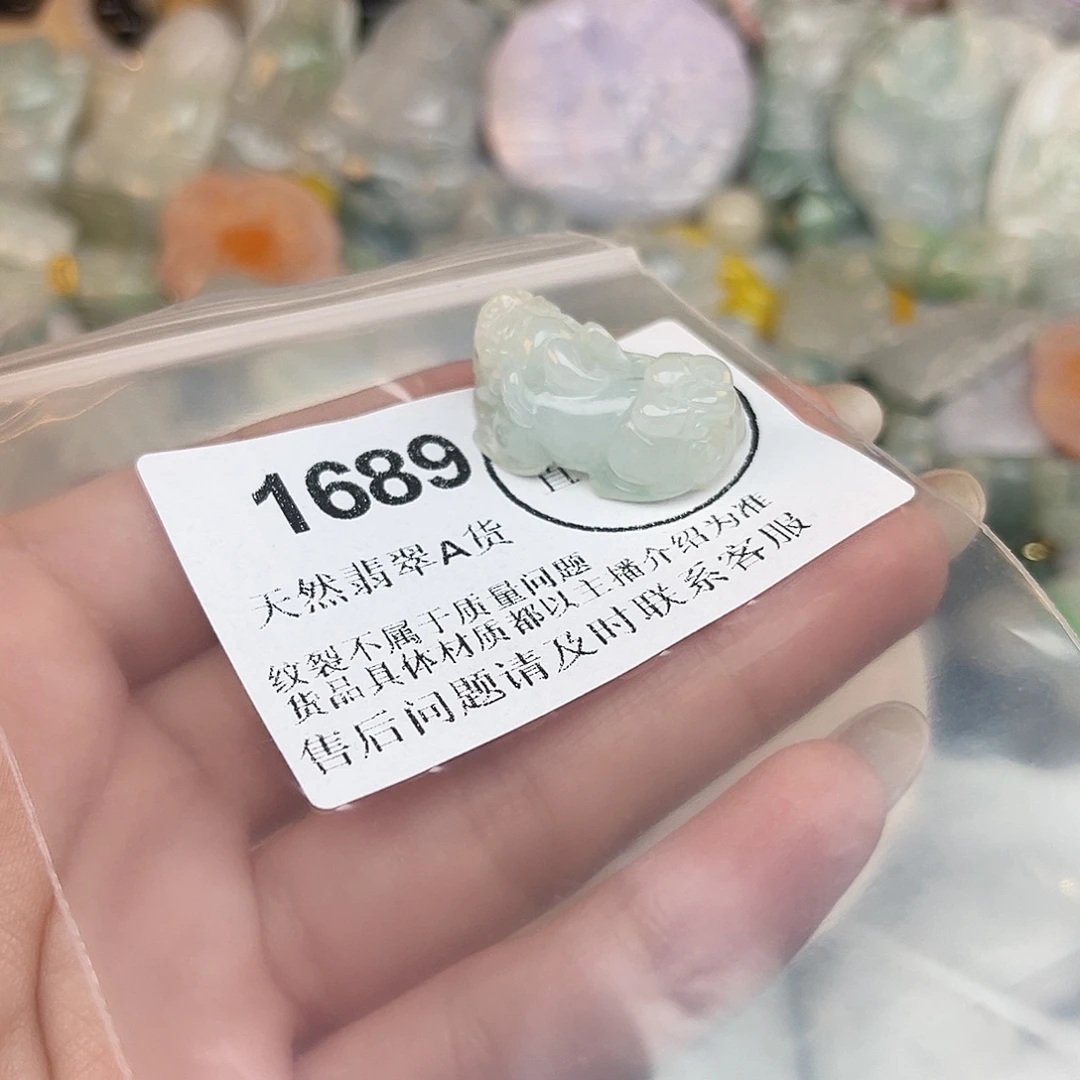 1689
天然翡翠A货
纹裂不属于质量问题
货品具体材质都以主播介绍为准
售后问题请及时联系客服